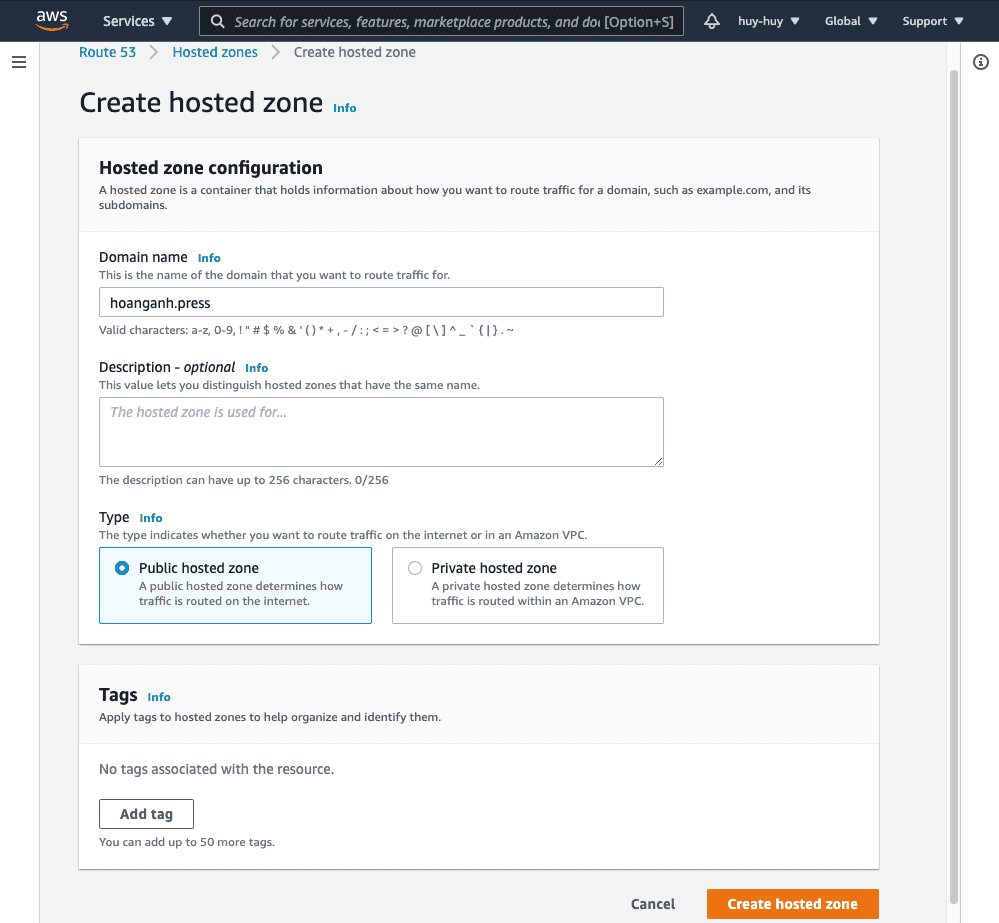 aws
Services ▼
Search for services, features, marketplace products, and doc [Option+S]
huy-huy ▼
Global ▼
Support ▼
Route 53 > Hosted zones > Create hosted zone
Create hosted zone Info
Hosted zone configuration
A hosted zone is a container that holds information about how you want to route traffic for a domain, such as example.com, and its
subdomains.
Domain name Info
This is the name of the domain that you want to route traffic for.
hoanganh.press
Valid characters: a-z, 0-9, ! " # $ % & ' ( ) * + , - / : ; < = > ? @ [ \ ] ^ _ ` { | } . ~
Description - optional Info
This value lets you distinguish hosted zones that have the same name.
The hosted zone is used for...
The description can have up to 256 characters. 0/256
Type Info
The type indicates whether you want to route traffic on the internet or in an Amazon VPC.
Public hosted zone
A public hosted zone determines how
traffic is routed on the internet.
Private hosted zone
A private hosted zone determines how
traffic is routed within an Amazon VPC.
Tags Info
Apply tags to hosted zones to help organize and identify them.
No tags associated with the resource.
Add tag
You can add up to 50 more tags.
Cancel
Create hosted zone